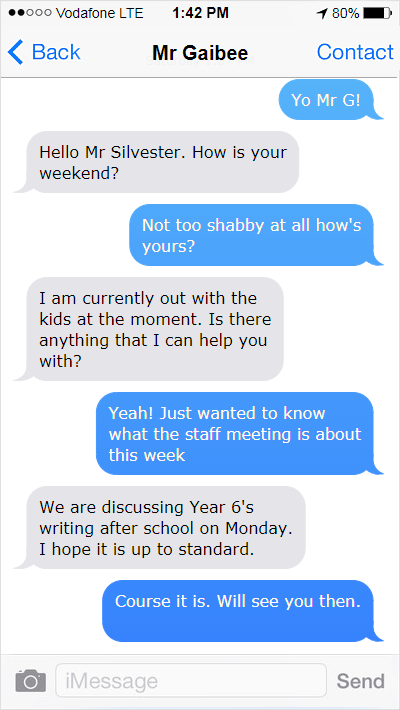 Vodafone LTE 1:42 PM 80%
Back Mr Gaibee Contact
Yo Mr G!
Hello Mr Silvester. How is your
weekend?
Not too shabby at all how's
yours?
I am currently out with the
kids at the moment. Is there
anything that I can help you
with?
Yeah! Just wanted to know
what the staff meeting is about
this week
We are discussing Year 6's
writing after school on Monday.
I hope it is up to standard.
Course it is. Will see you then.
iMessage Send